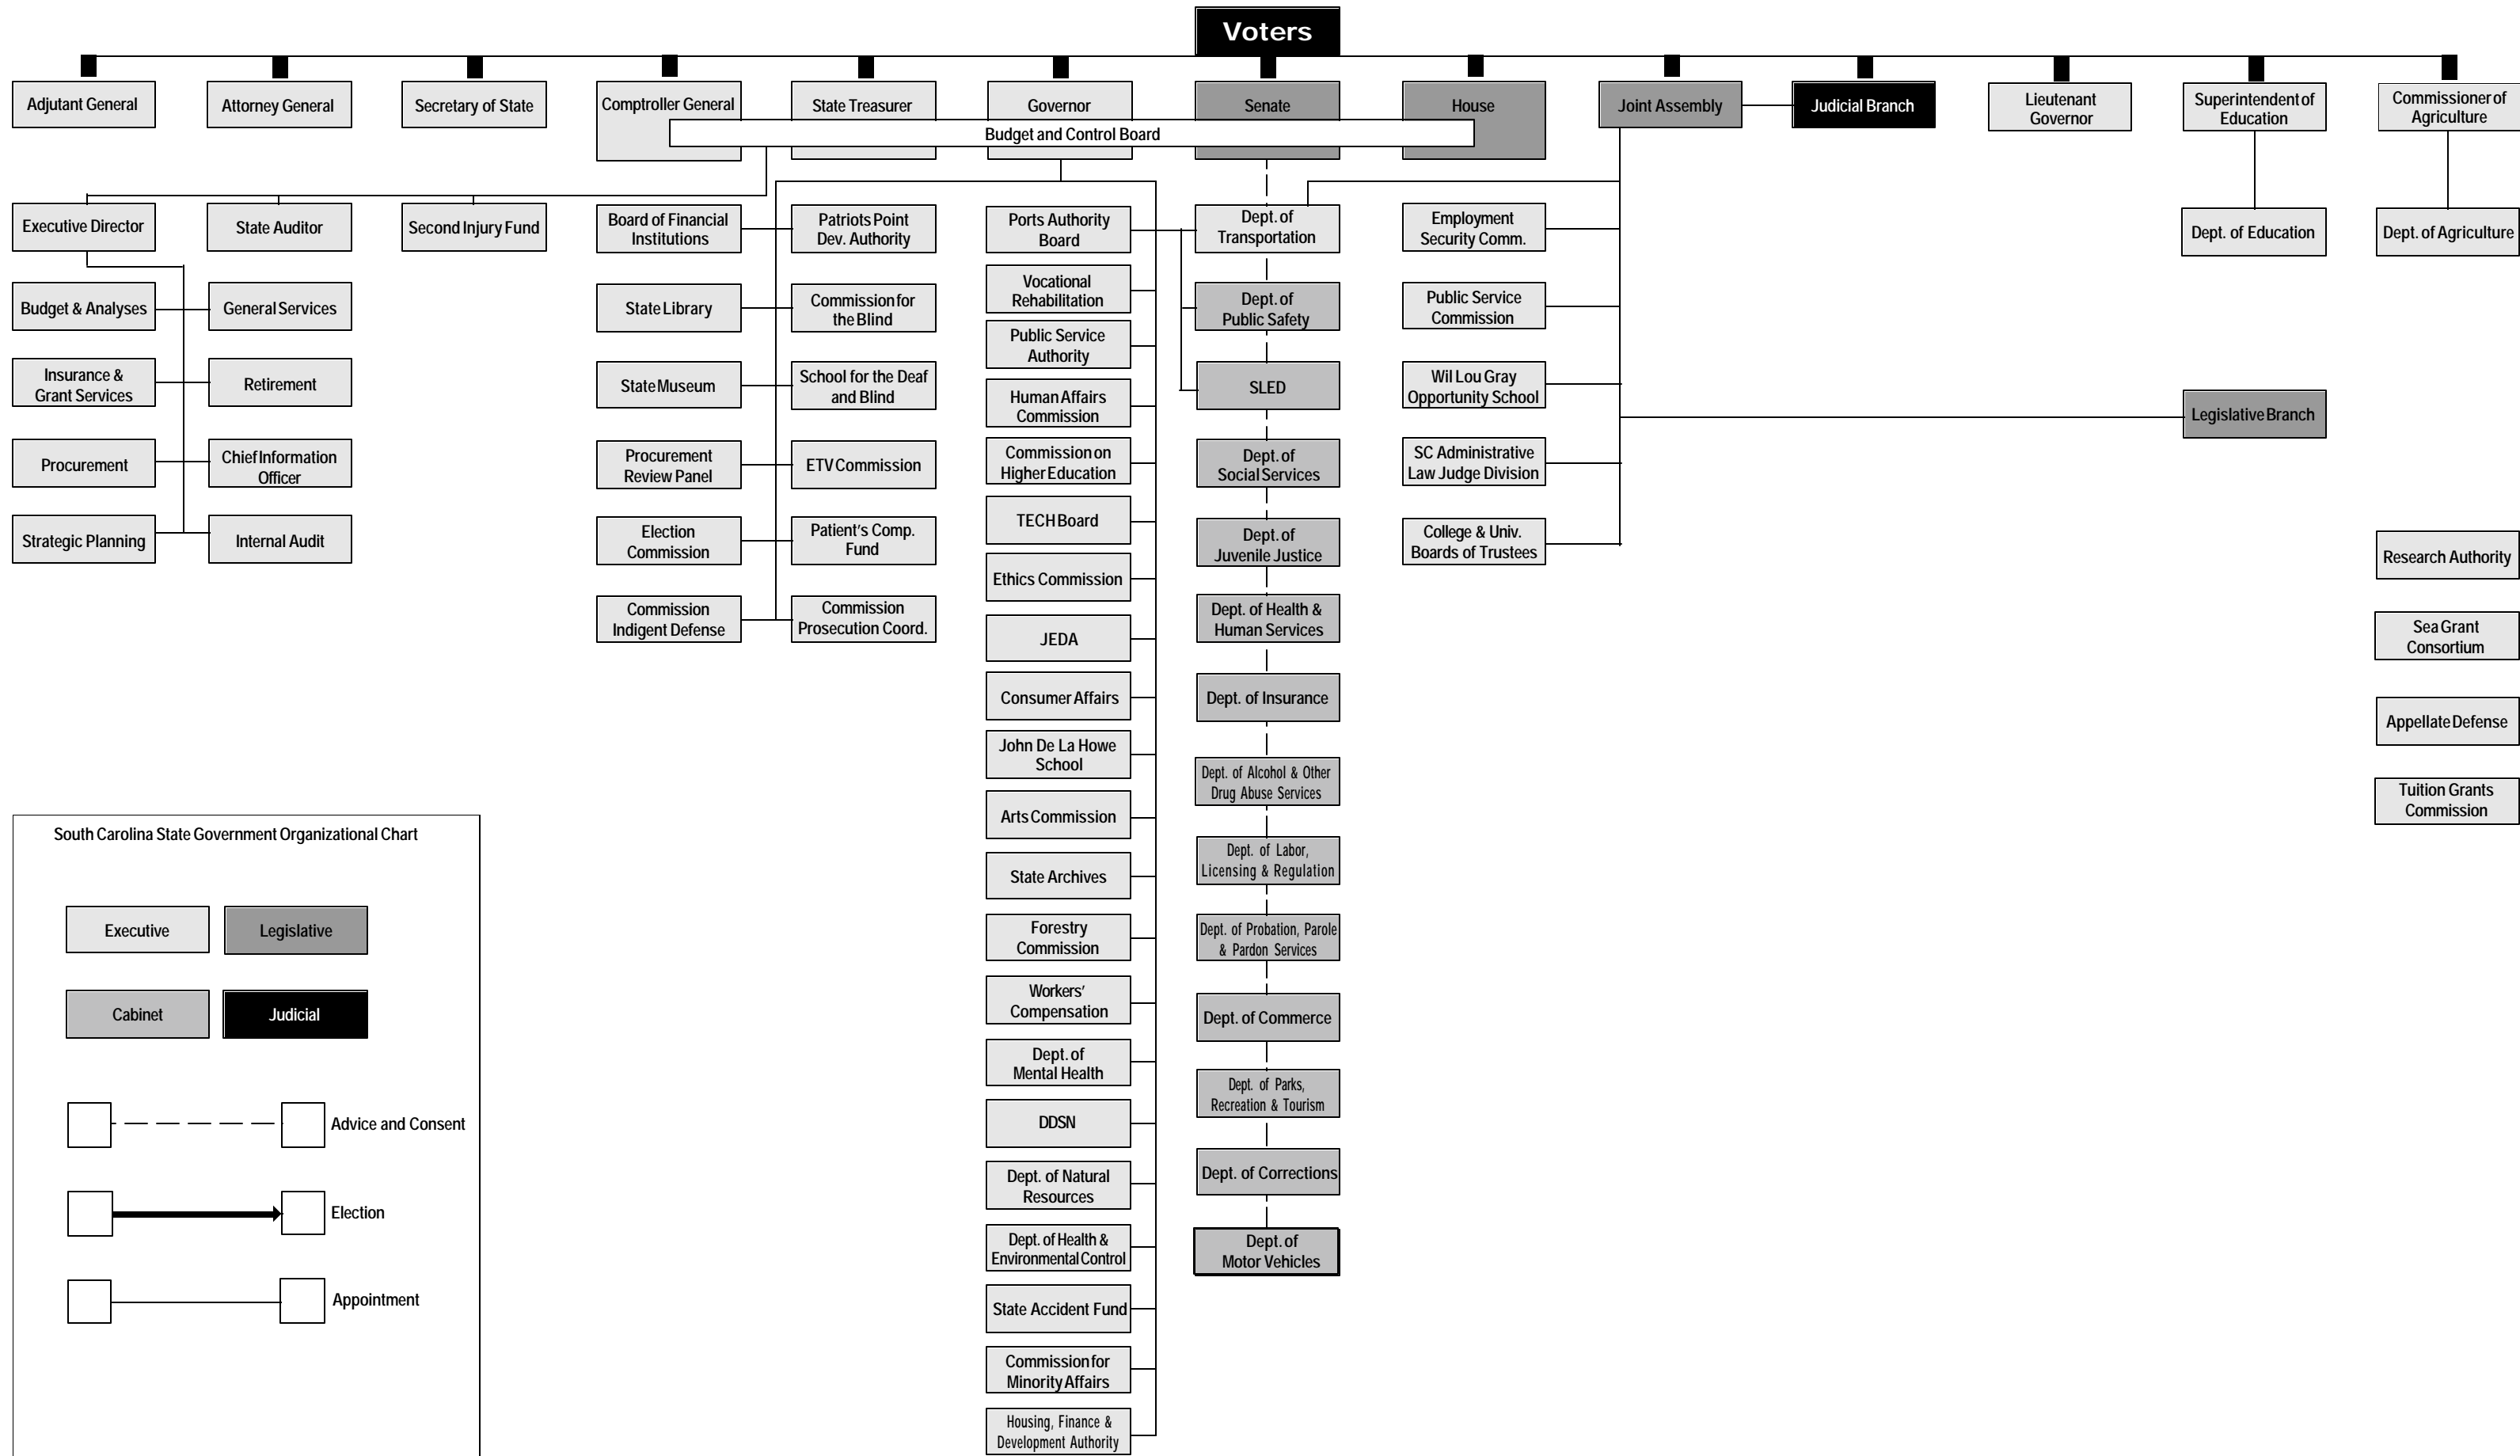 Voters
Adjutant General
Attorney General
Secretary of State
Comptroller General
State Treasurer
Governor
Senate
House
Joint Assembly
Judicial Branch
Lieutenant
Governor
Superintendent of
Education
Commissioner of
Agriculture
Budget and Control Board
Executive Director
State Auditor
Second Injury Fund
Budget & Analyses
General Services
Insurance &
Grant Services
Retirement
Procurement
Chief Information
Officer
Strategic Planning
Internal Audit
Board of Financial
Institutions
Patriots Point
Dev. Authority
State Library
Commission for
the Blind
State Museum
School for the Deaf
and Blind
Procurement
Review Panel
ETV Commission
Election
Commission
Patient's Comp.
Fund
Commission
Indigent Defense
Commission
Prosecution Coord.
Ports Authority
Board
Vocational
Rehabilitation
Public Service
Authority
Human Affairs
Commission
Commission on
Higher Education
TECH Board
Ethics Commission
JEDA
Consumer Affairs
John De La Howe
School
Arts Commission
State Archives
Forestry
Commission
Workers'
Compensation
Dept. of
Mental Health
DDSN
Dept. of Natural
Resources
Dept. of Health &
Environmental Control
State Accident Fund
Commission for
Minority Affairs
Housing, Finance &
Development Authority
Dept. of
Transportation
Dept. of
Public Safety
SLED
Dept. of
Social Services
Dept. of
Juvenile Justice
Dept. of Health &
Human Services
Dept. of Insurance
Dept. of Alcohol & Other
Drug Abuse Services
Dept. of Labor,
Licensing & Regulation
Dept. of Probation, Parole
& Pardon Services
Dept. of Commerce
Dept. of Parks,
Recreation & Tourism
Dept. of Corrections
Dept. of
Motor Vehicles
Employment
Security Comm.
Public Service
Commission
Wil Lou Gray
Opportunity School
SC Administrative
Law Judge Division
College & Univ.
Boards of Trustees
Dept. of Education
Dept. of Agriculture
Legislative Branch
Research Authority
Sea Grant
Consortium
Appellate Defense
Tuition Grants
Commission
South Carolina State Government Organizational Chart
Executive
Legislative
Cabinet
Judicial
Advice and Consent
Election
Appointment